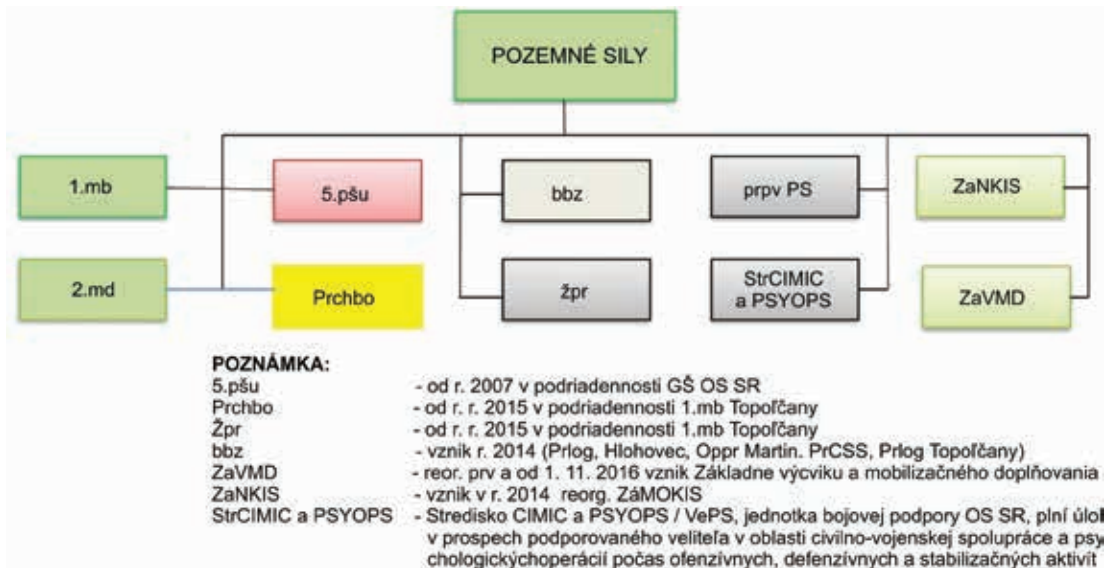 POZEMNÉ SILY
1.mb
5.pšu
bbz
prpv PS
ZaNKIS
2.md
Prchbo
žpr
StrCIMIC
a PSYOPS
ZaVMD
POZNÁMKA:
5.pšu - od r. 2007 v podriadennosti GŠ OS SR
Prchbo - od r. r. 2015 v podriadennosti 1.mb Topoľčany
Žpr - od r. r. 2015 v podriadennosti 1.mb Topoľčany
bbz - vznik r. 2014 (Prlog, Hlohovec, Oppr Martin. PrCSS, Prlog Topoľčany)
ZaVMD - reor. prv a od 1. 11. 2016 vznik Základne výcviku a mobilizačného doplňovania
ZaNKIS - vznik v r. 2014 reorg. ZáMOKIS
StrCIMIC a PSYOPS - Stredisko CIMIC a PSYOPS / VePS, jednotka bojovej podpory OS SR, plní
v prospech podporovaného veliteľa v oblasti civilno-vojenskej spolupráce a psy
chologickýchoperácií počas ofenzívnych, defenzívnych a stabilizačných aktivít